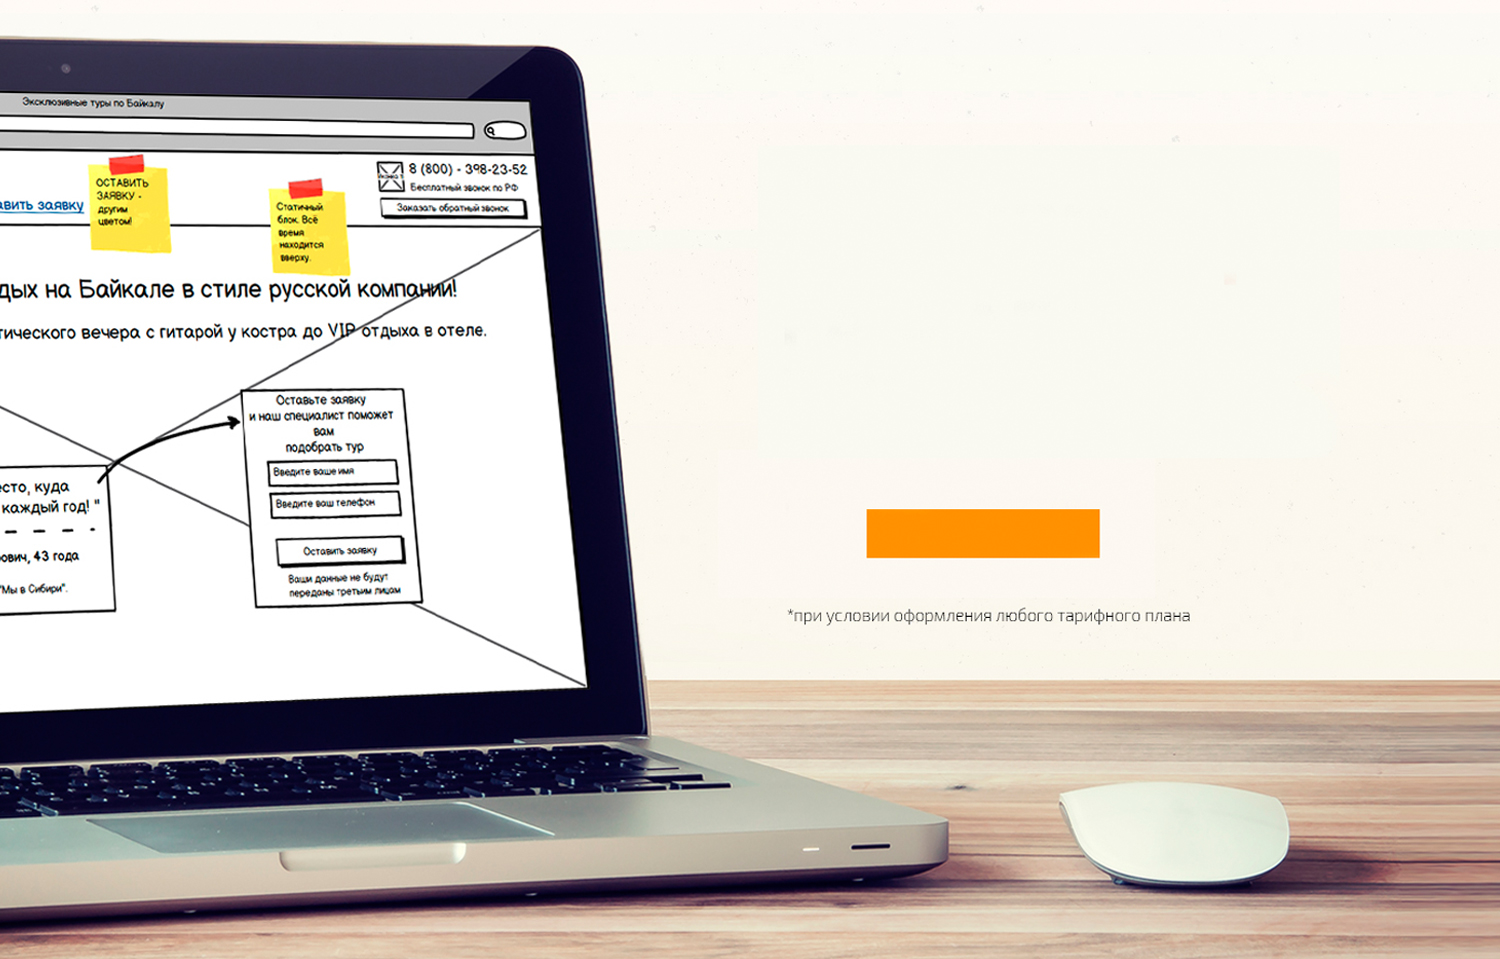 Эксклюзивные туры по Байкалу
8 (800) - 398-23-52
Бесплатный звонок по РФ
Заказать обратный звонок
авить заявку
ОСТАВИТЬ
ЗАЯВКУ -
другим
цветом!
Статичный
блок. Всё
время
находится
вверху.
дых на Байкале в стиле русской компании!
тического вечера с гитарой у костра до VIP отдыха в отеле.
Оставьте заявку
и наш специалист поможет
вам
подобрать тур
Введите ваше имя
Введите ваш телефон
Оставить заявку
Ваши данные не будут
переданы третьим лицам
есто, куда
каждый год! "
ович, 43 года
"Мы в Сибири".
*при условии оформления любого тарифного плана